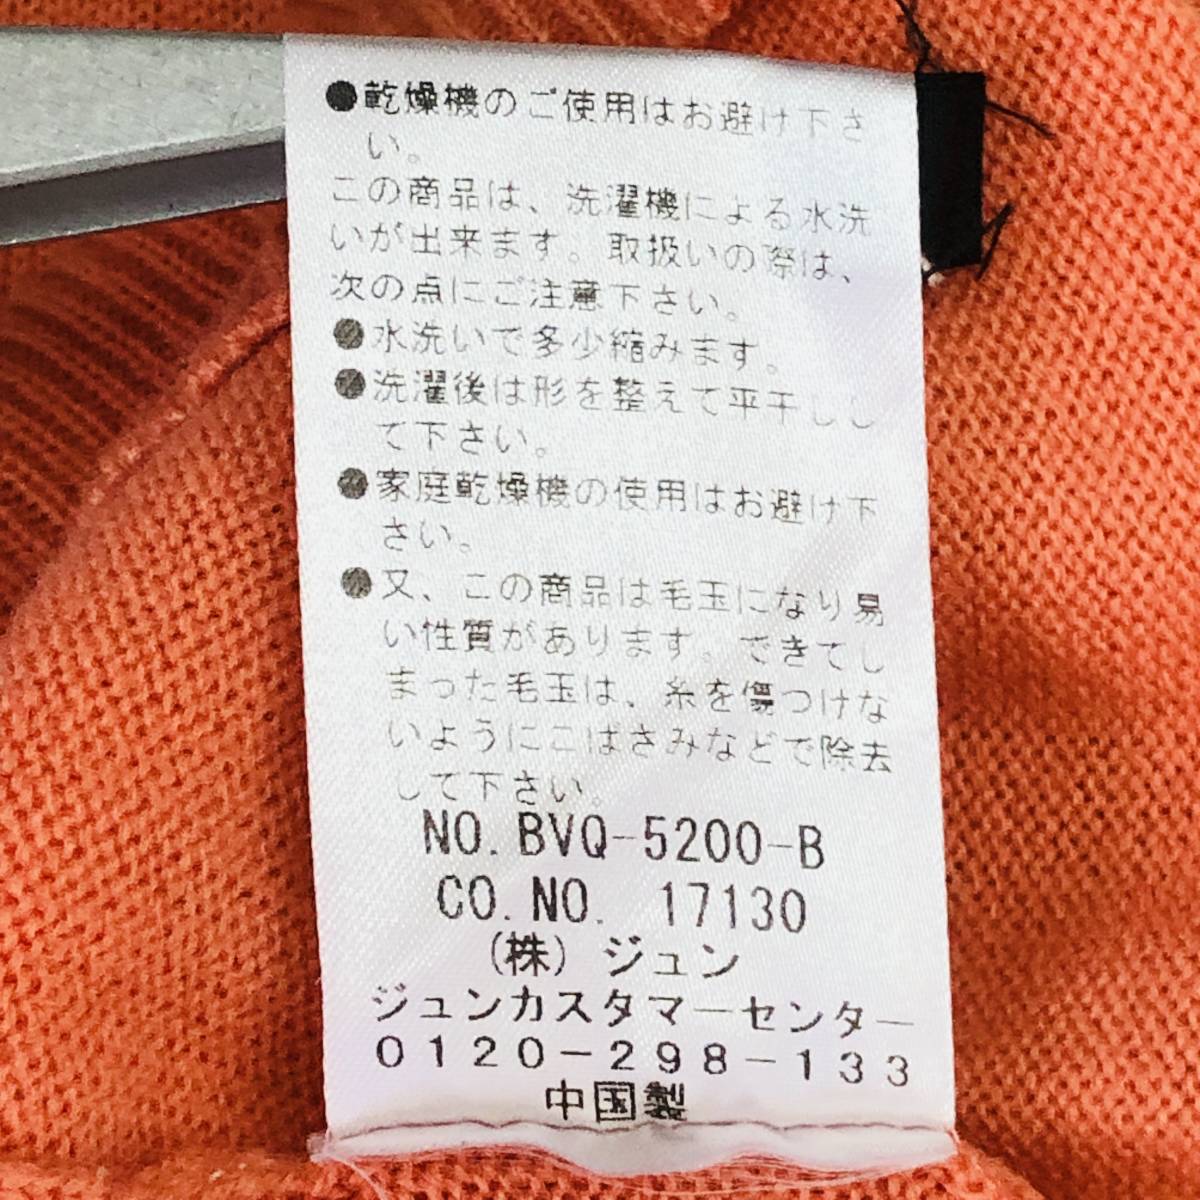 ●乾燥機のご使用はお避け下さ
い。
この商品は、洗濯機による水洗
いが出来ます。取扱いの際は、
次の点にご注意下さい。
●水洗いで多少縮みます。
●洗濯後は形を整えて平干しし
て下さい。
●家庭乾燥機の使用はお避け下
さい。
●又、この商品は毛玉になり易
い性質があります。できてし
まった毛玉は、糸を傷つけな
いようにこばさみなどで除去
して下さい。
NO. BVQ-5200-B
CO. NO. 17130
(株) ジュン
ジュンカスタマーセンター
0120-298-133
中国製